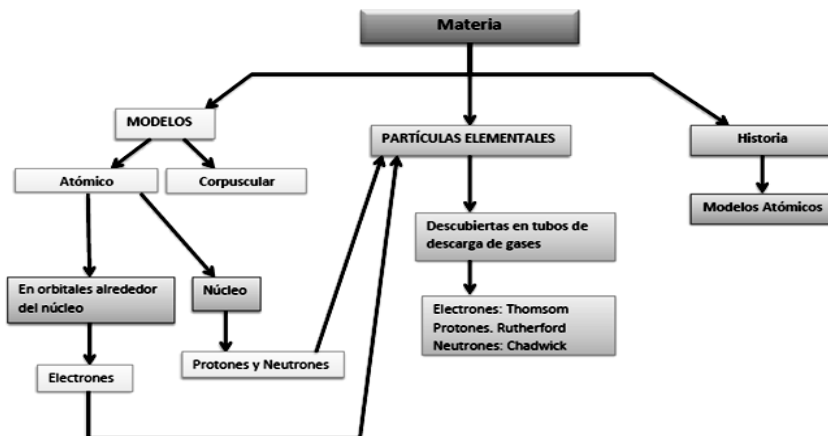 Materia
MODELOS
PARTÍCULAS ELEMENTALES
Historia
Atómico
Corpuscular
Modelos Atómicos
Descubiertas en tubos de
descarga de gases
En orbitales alrededor
del núcleo
Núcleo
Electrones: Thomsom
Protones. Rutherford
Neutrones: Chadwick
Protones y Neutrones
Electrones